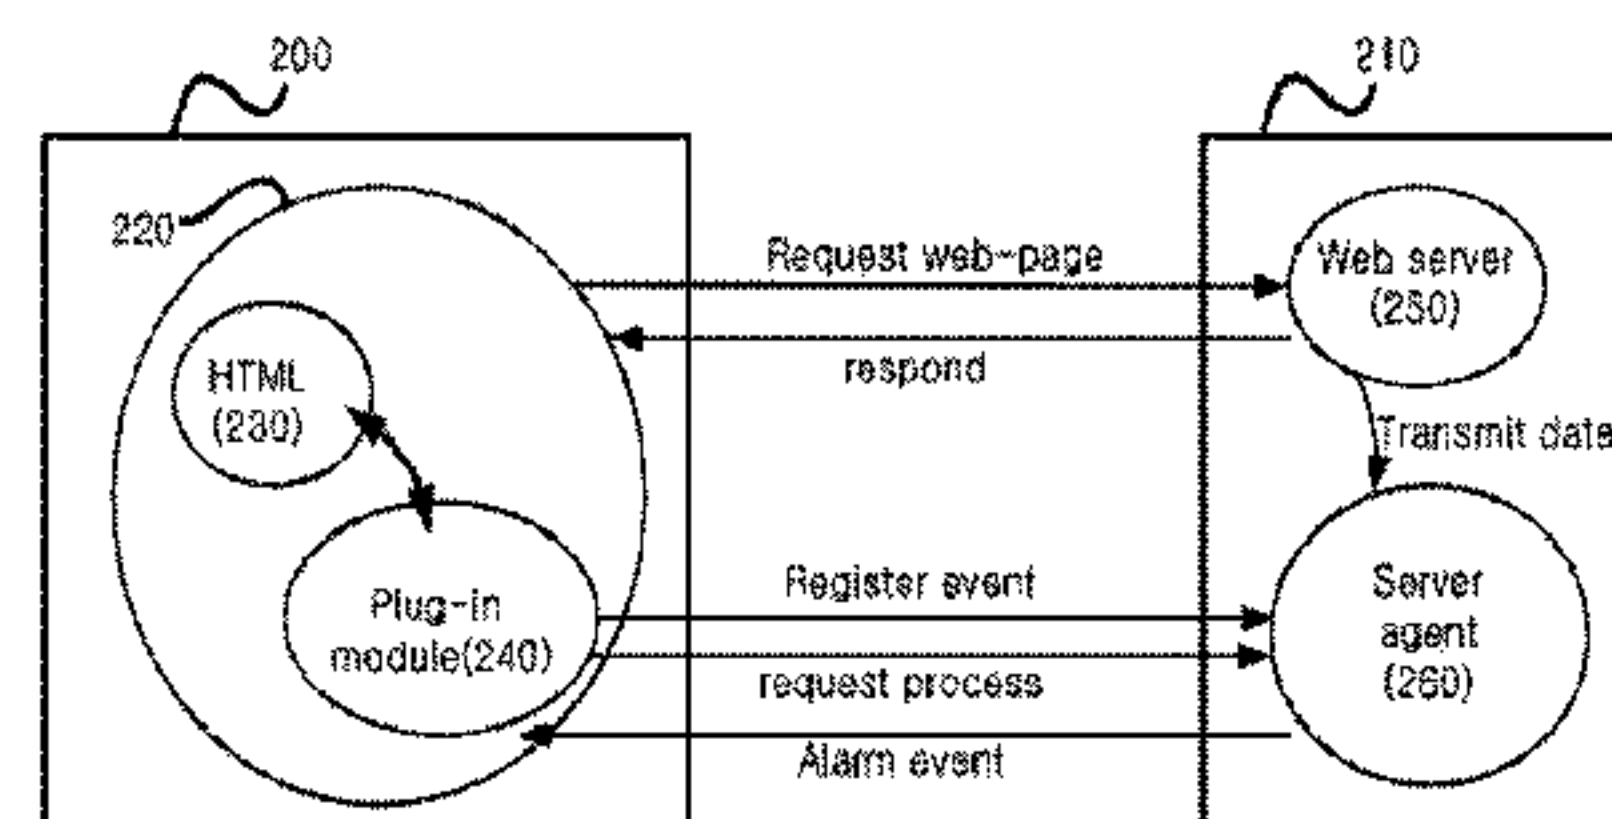 200
210
220
Request web-page
Web server
(250)
respond
HTML
(230)
Transmit date
Register event
Server
agent
(260)
Plug-in
module(240)
request process
Alarm event